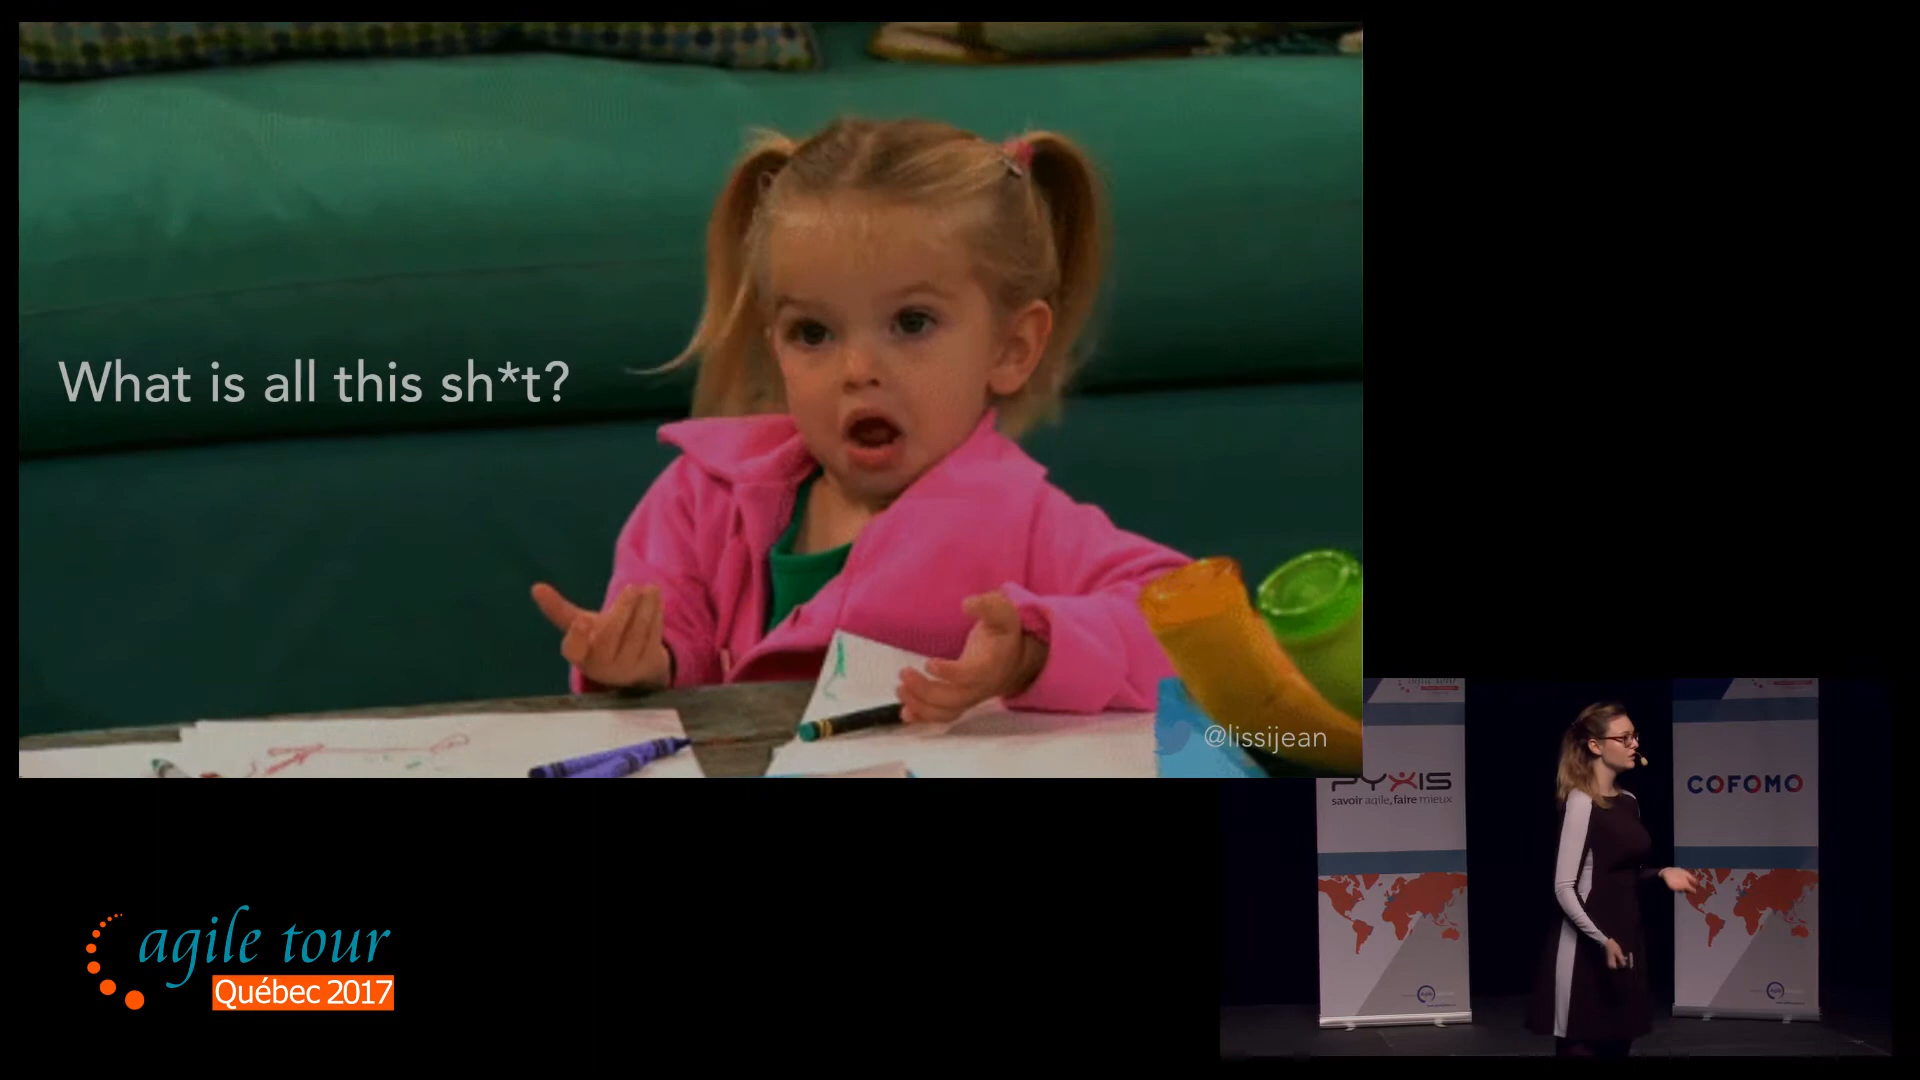 What is all this sh*t?
@lissijean
PYXIS
savoir agile, faire mieux
COFOMO
agile tour
Québec 2017